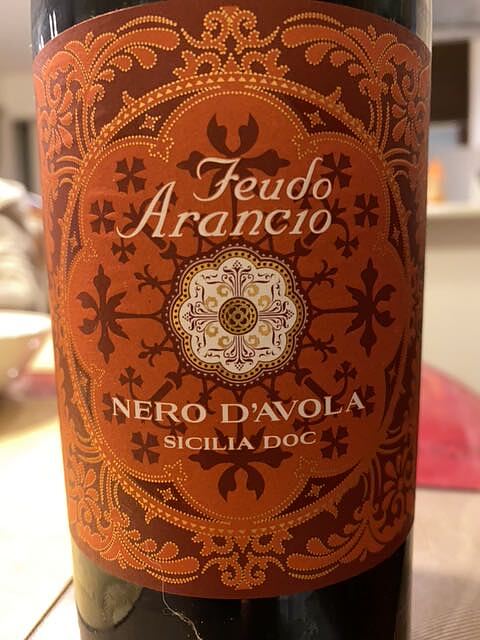 Feudo
Arancio
NERO D'AVOLA
SICILIA DOC